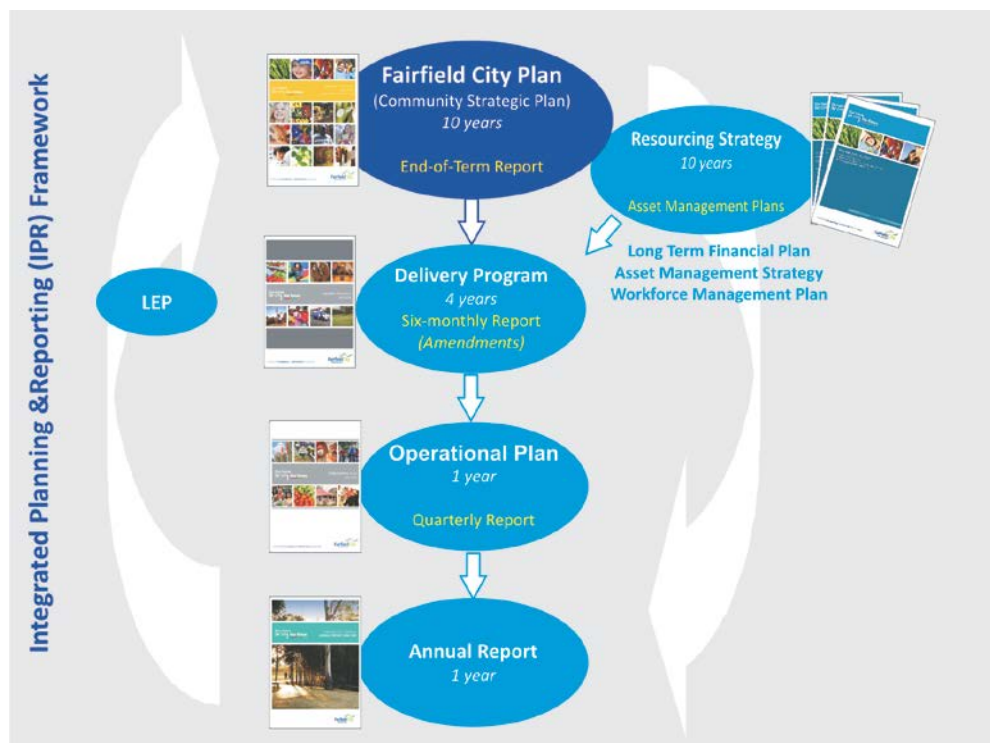 Integrated Planning &Reporting (IPR) Framework
Fairfield City Plan
(Community Strategic Plan)
10 years
End-of-Term Report
Resourcing Strategy
10 years
Asset Management Plans
Long Term Financial Plan
Asset Management Strategy
Workforce Management Plan
LEP
Delivery Program
4 years
Six-monthly Report
(Amendments)
Operational Plan
1 year
Quarterly Report
Annual Report
1 year